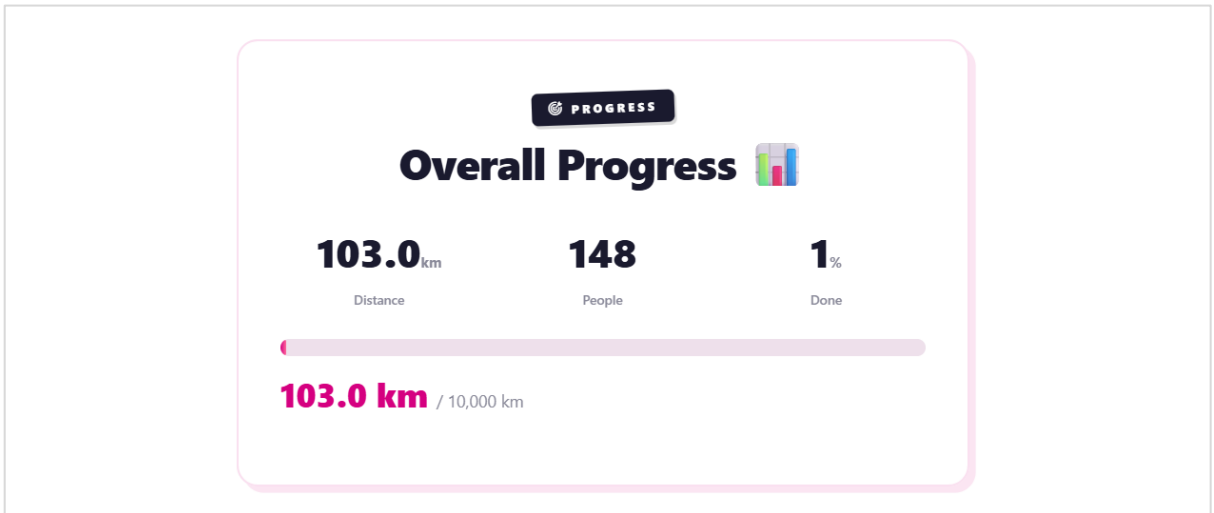 PROGRESS
Overall Progress
103.0km 148 1%
Distance People Done
103.0 km / 10,000 km